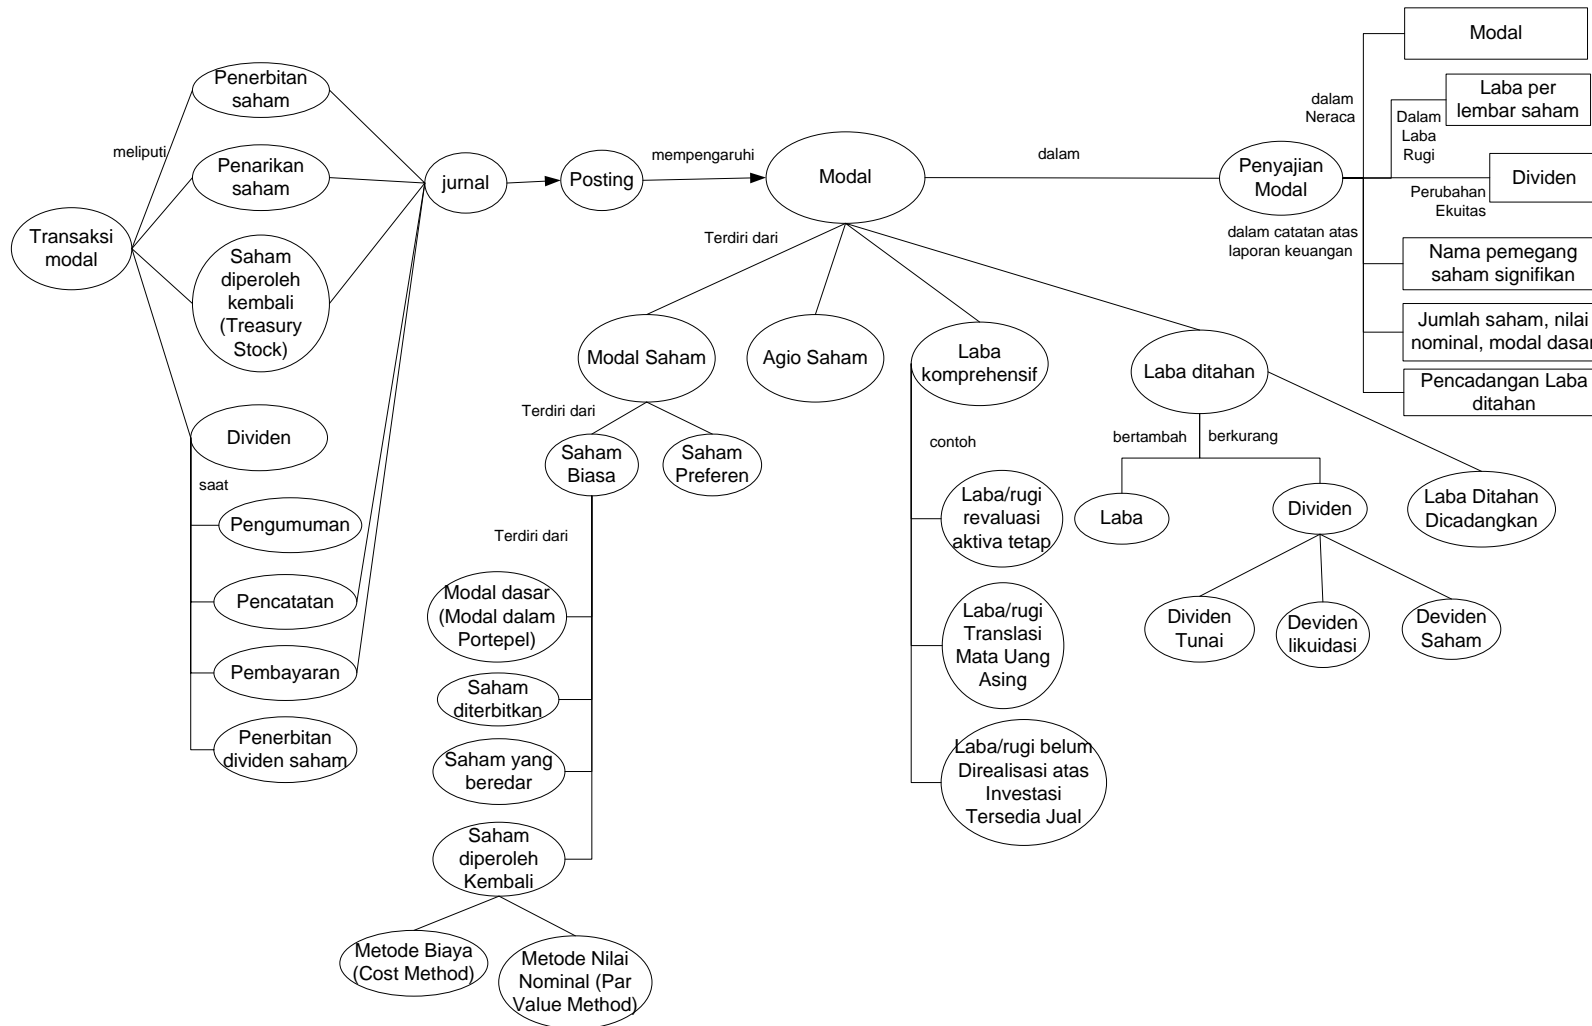 Transaksi
modal
meliputi
Penerbitan
saham
Penarikan
saham
Saham
diperoleh
kembali
(Treasury
Stock)
Dividen
saat
Pengumuman
Pencatatan
Pembayaran
Penerbitan
dividen saham
jurnal
Posting
mempengaruhi
Modal
dalam
Penyajian
Modal
dalam
Neraca
Modal
Dalam
Laba
Rugi
Laba per
lembar saham
Perubahan
Ekuitas
Dividen
dalam catatan atas
laporan keuangan
Nama pemegang
saham signifikan
Jumlah saham, nilai
nominal, modal dasar
Pencadangan Laba
ditahan
Terdiri dari
Modal Saham
Agio Saham
Laba
komprehensif
Laba ditahan
Terdiri dari
Saham
Biasa
Saham
Preferen
Terdiri dari
Modal dasar
(Modal dalam
Portepel)
Saham
diterbitkan
Saham yang
beredar
Saham
diperoleh
Kembali
Metode Biaya
(Cost Method)
Metode Nilai
Nominal (Par
Value Method)
contoh
Laba/rugi
revaluasi
aktiva tetap
Laba/rugi
Translasi
Mata Uang
Asing
Laba/rugi belum
Direalisasi atas
Investasi
Tersedia Jual
bertambah
berkurang
Laba
Dividen
Laba Ditahan
Dicadangkan
Dividen
Tunai
Deviden
likuidasi
Deviden
Saham